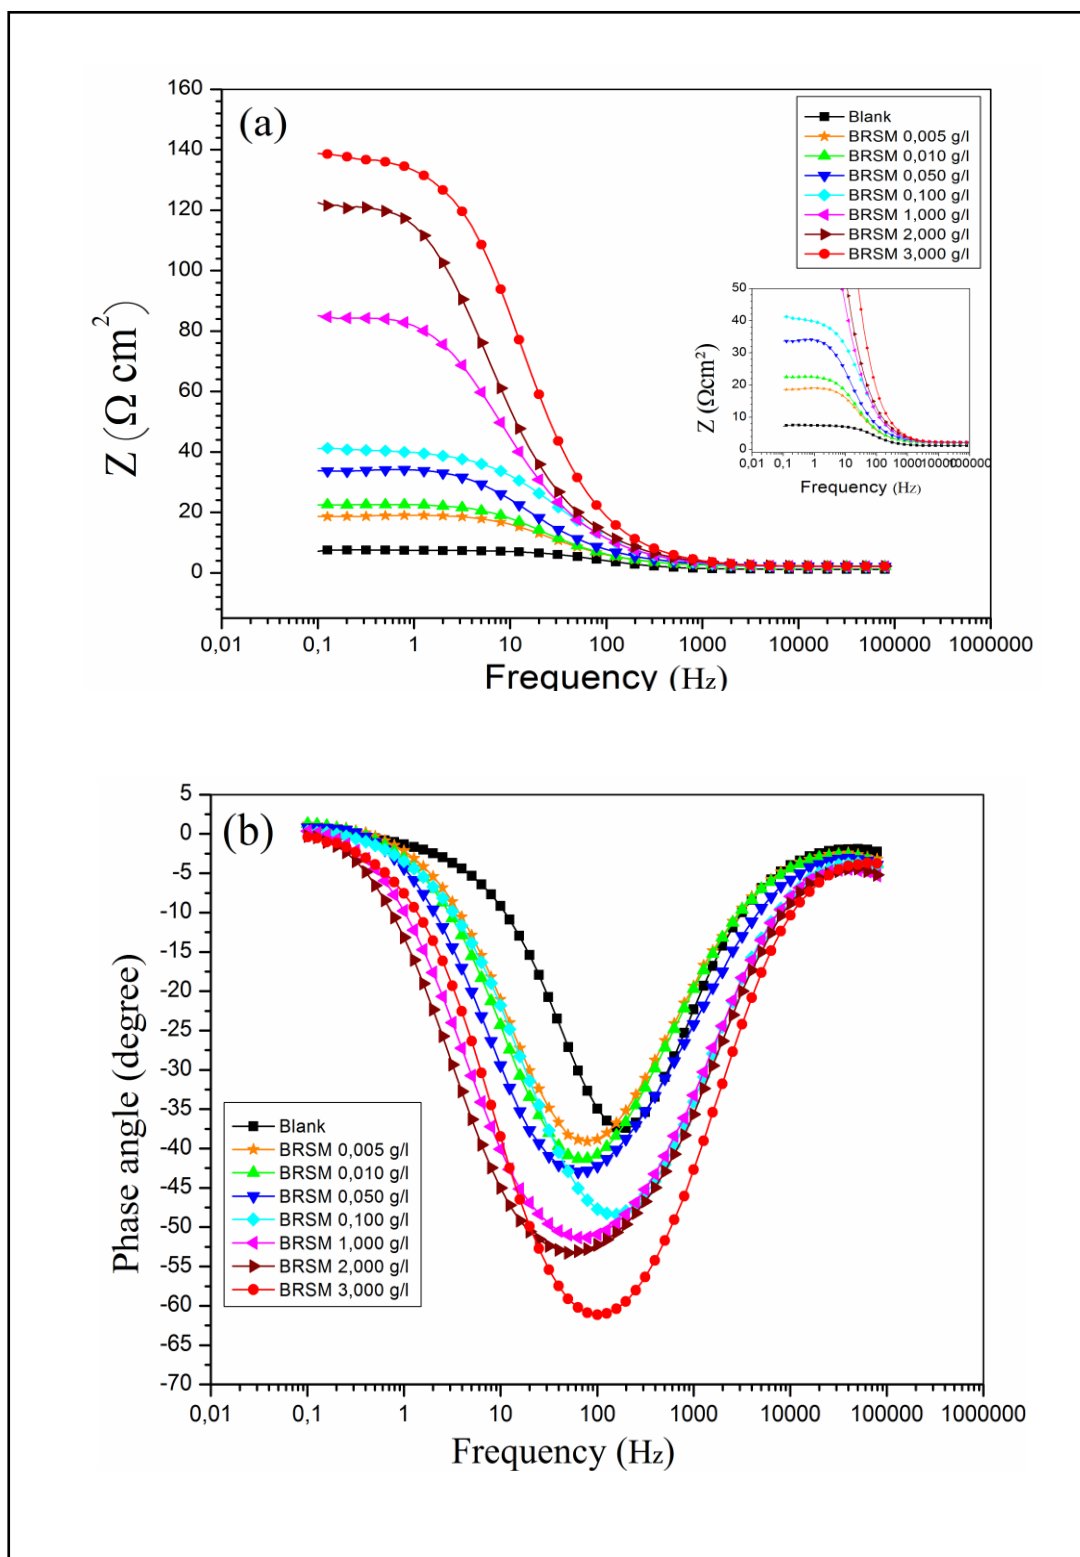 (a)
Z (Ω cm²)
160
140
120
100
80
60
40
20
0
Blank
BRSM 0,005 g/l
BRSM 0,010 g/l
BRSM 0,050 g/l
BRSM 0,100 g/l
BRSM 1,000 g/l
BRSM 2,000 g/l
BRSM 3,000 g/l
Z (Ωcm²)
50
40
30
20
10
0
0,01 0,1 1 10 100 1000 10000 100000
Frequency (Hz)
0,01 0,1 1 10 100 1000 10000 100000 1000000
Frequency (Hz)
(b)
Phase angle (degree)
5
0
-5
-10
-15
-20
-25
-30
-35
-40
-45
-50
-55
-60
-65
-70
Blank
BRSM 0,005 g/l
BRSM 0,010 g/l
BRSM 0,050 g/l
BRSM 0,100 g/l
BRSM 1,000 g/l
BRSM 2,000 g/l
BRSM 3,000 g/l
0,01 0,1 1 10 100 1000 10000 100000 1000000
Frequency (Hz)